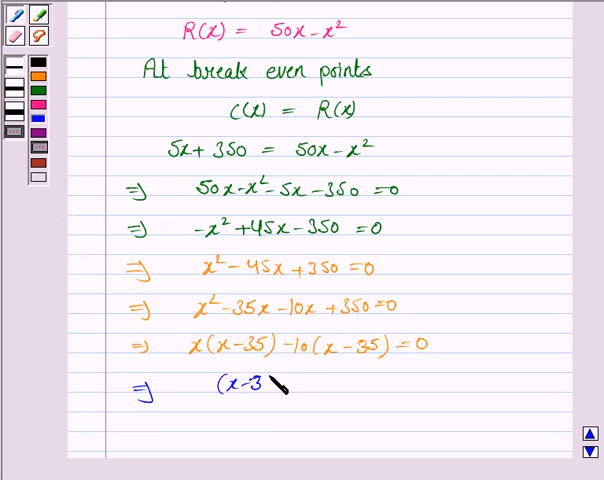 R(x) = 50x - x²
At break even points
C(x) = R(x)
5x + 350 = 50x - x²
⇒ 50x - x² - 5x - 350 = 0
⇒ -x² + 45x - 350 = 0
⇒ x² - 45x + 350 = 0
⇒ x² - 35x - 10x + 350 = 0
⇒ x(x - 35) - 10(x - 35) = 0
⇒ (x - 3